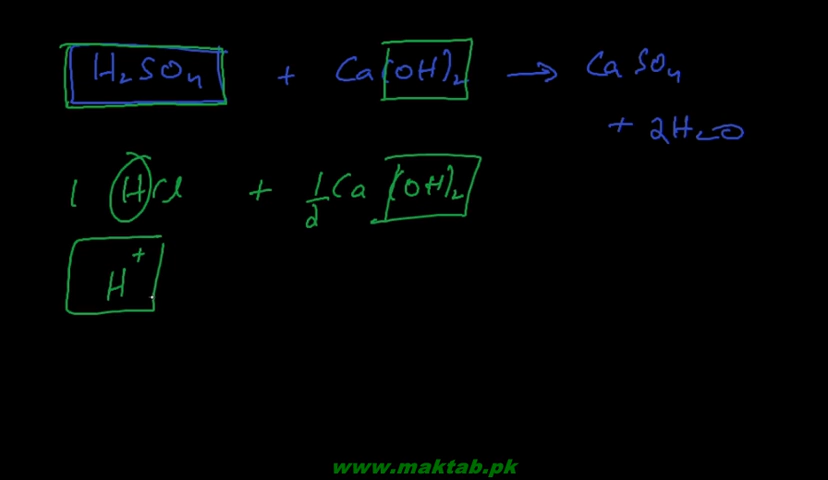 H₂SO₄ + Ca(OH)₂ → CaSO₄
+ 2H₂O
1 HCl + 1/2 Ca(OH)₂
H⁺
www.maktab.pk